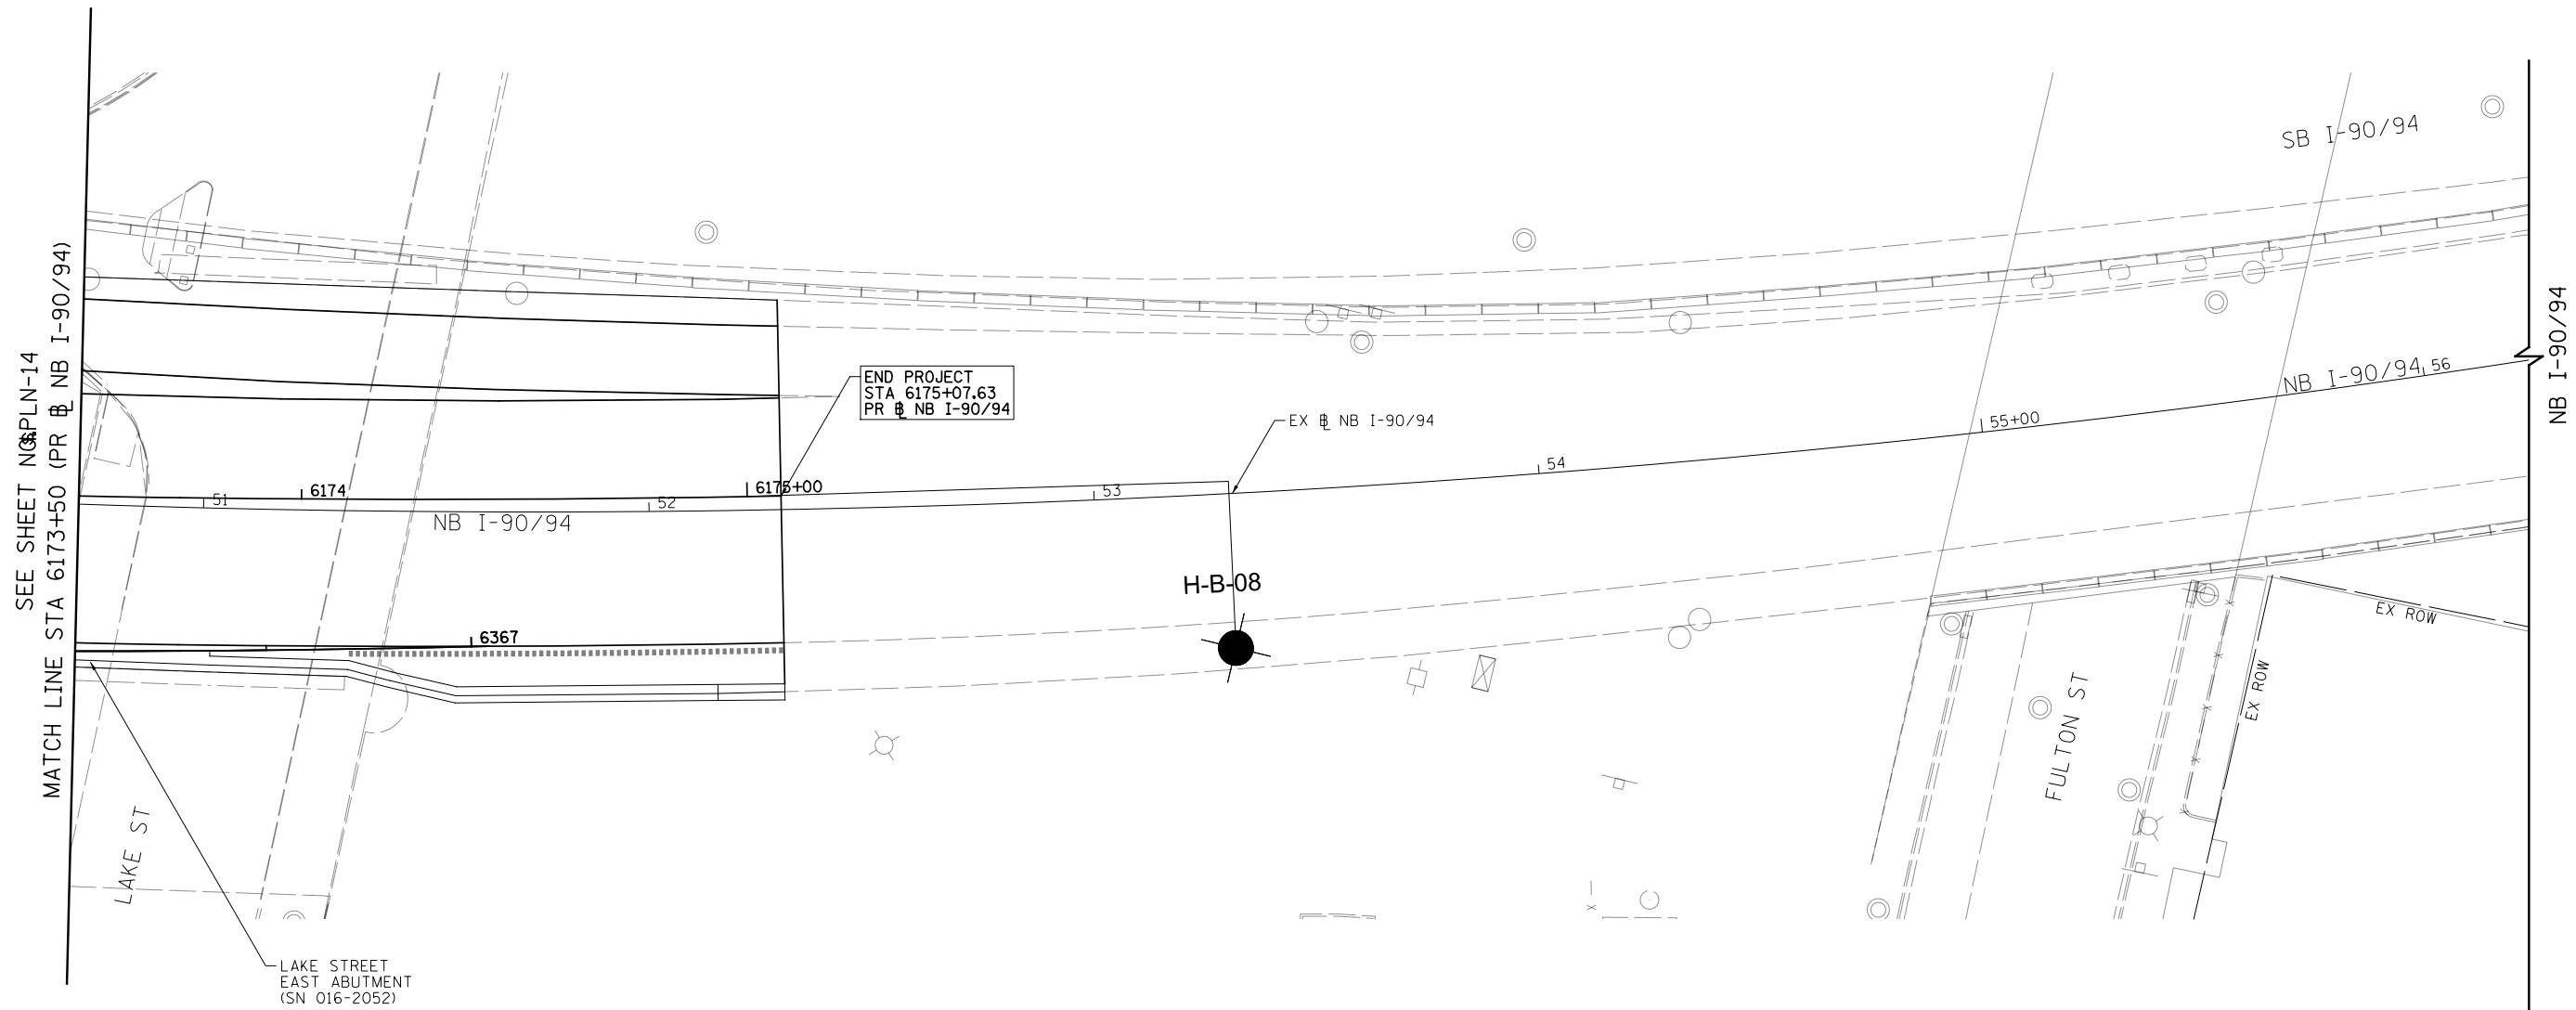 SB I-90/94
SEE SHEET NO.
MATCH LINE STA 6173+50 (PR BL NB I-90/94)
NB I-90/94
END PROJECT
STA 6175+07.63
PR BL NB I-90/94
EX BL NB I-90/94
NB I-90/94
56
55+00
54
53
6175+00
52
6174
51
NB I-90/94
H-B-08
6367
EX ROW
EX ROW
FULTON ST
LAKE ST
LAKE STREET
EAST ABUTMENT
(SN 016-2052)